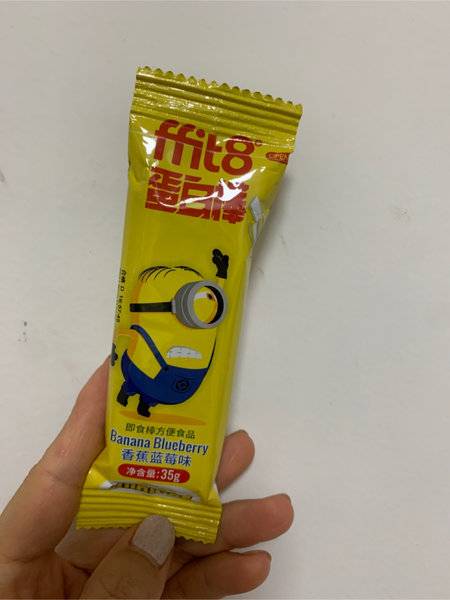 ffit8
蛋白棒
即食棒方便食品
Banana Blueberry
香蕉蓝莓味
净含量:35g